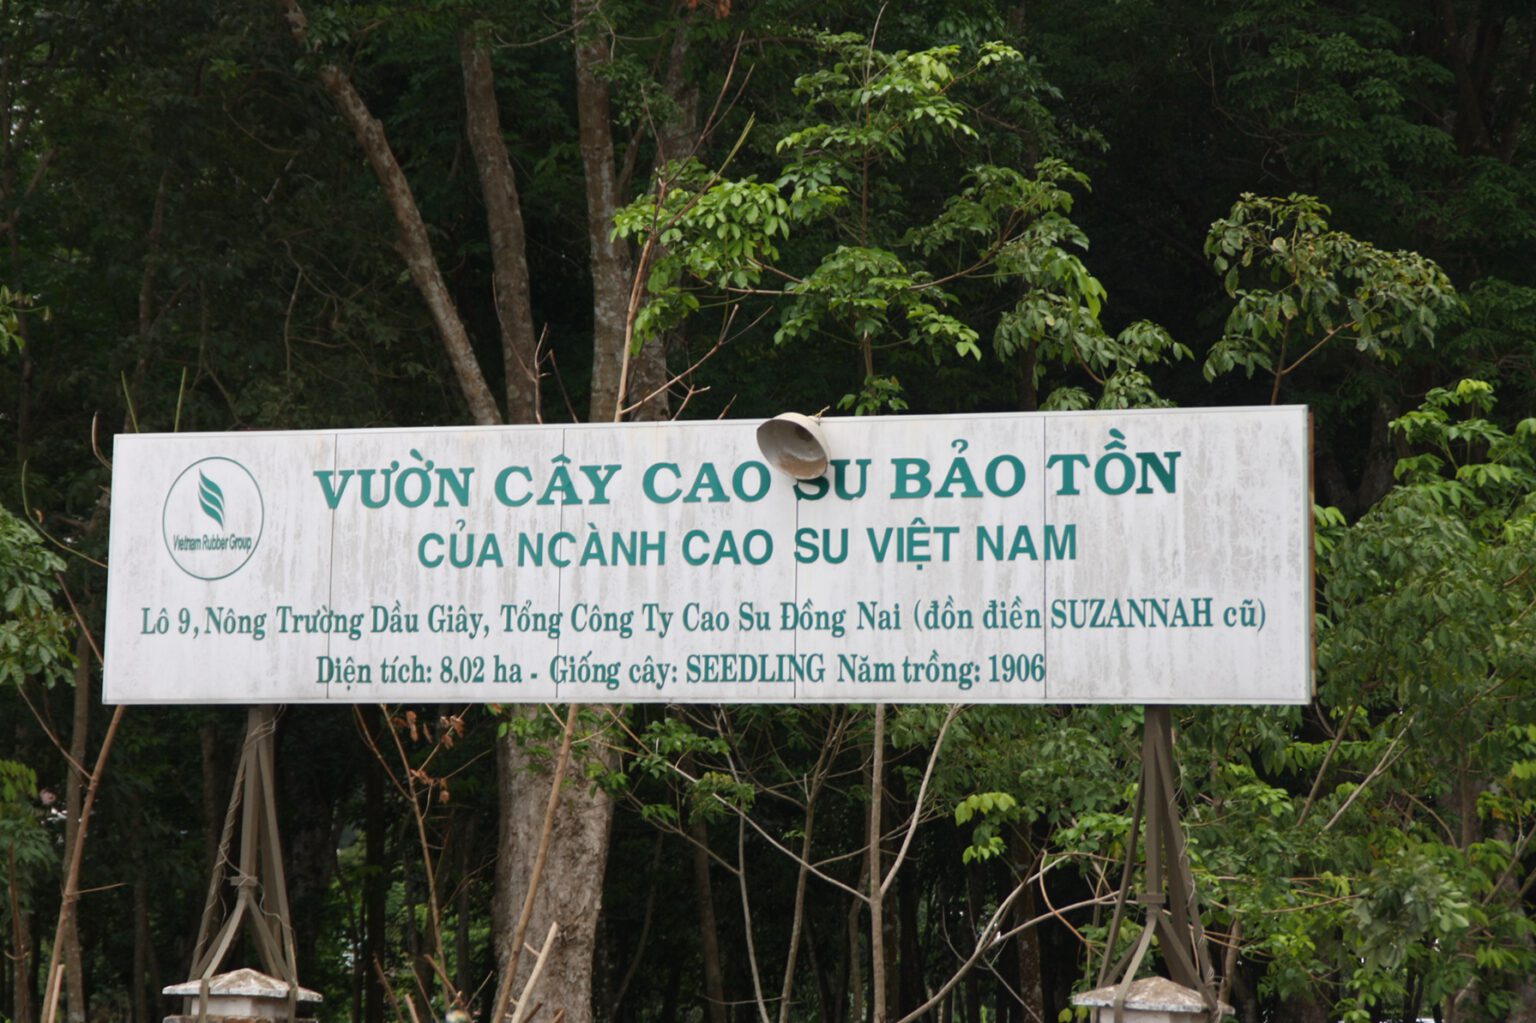 VƯỜN CÂY CAO SU BẢO TỒN
CỦA NGÀNH CAO SU VIỆT NAM
Vietnam Rubber Group
Lô 9, Nông Trường Dầu Giây, Tổng Công Ty Cao Su Đồng Nai (đồn điền SUZANNAH cũ)
Diện tích: 8.02 ha - Giống cây: SEEDLING Năm trồng: 1906